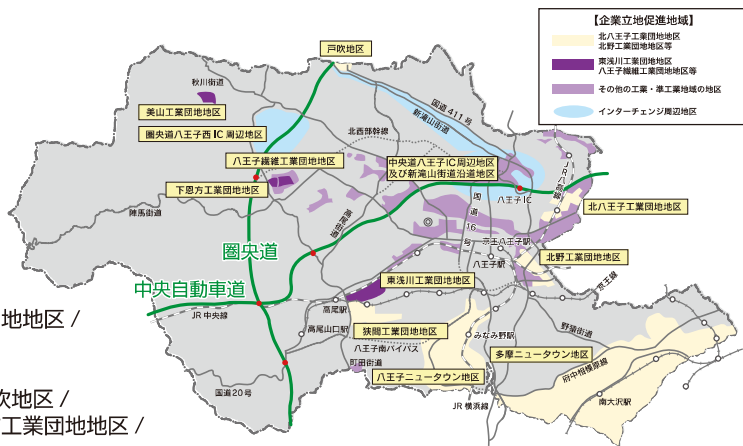 【企業立地促進地域】
北八王子工業団地地区
北野工業団地地区等
東浅川工業団地地区
八王子繊維工業団地地区等
その他の工業・準工業地域の地区
インターチェンジ周辺地区
戸吹地区
秋川街道
国道411号
新滝山街道
美山工業団地地区
圏央道八王子西IC周辺地区
北西部幹線
JR八高線
八王子繊維工業団地地区
中央道八王子IC周辺地区
及び新滝山街道沿道地区
下恩方工業団地地区
八王子IC
陣馬街道
高尾街道
国道16号
北八王子工業団地地区
京王八王子駅
八王子駅
北野工業団地地区
圏央道
京王線
中央自動車道
東浅川工業団地地区
JR中央線
高尾駅
地地区 /
高尾山口駅
狭間工業団地地区
みなみ野駅
野猿街道
八王子南バイパス
多摩ニュータウン地区
町田街道
府中相模原線
八王子ニュータウン地区
国道20号
JR横浜線
南大沢駅
吹地区 /
工業団地地区 /